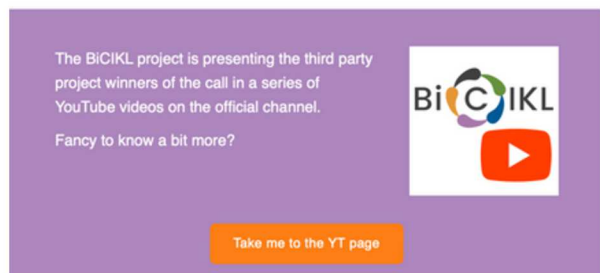 The BiCIKL project is presenting the third party
project winners of the call in a series of
YouTube videos on the official channel.
Fancy to know a bit more?
BiCIKL
Take me to the YT page